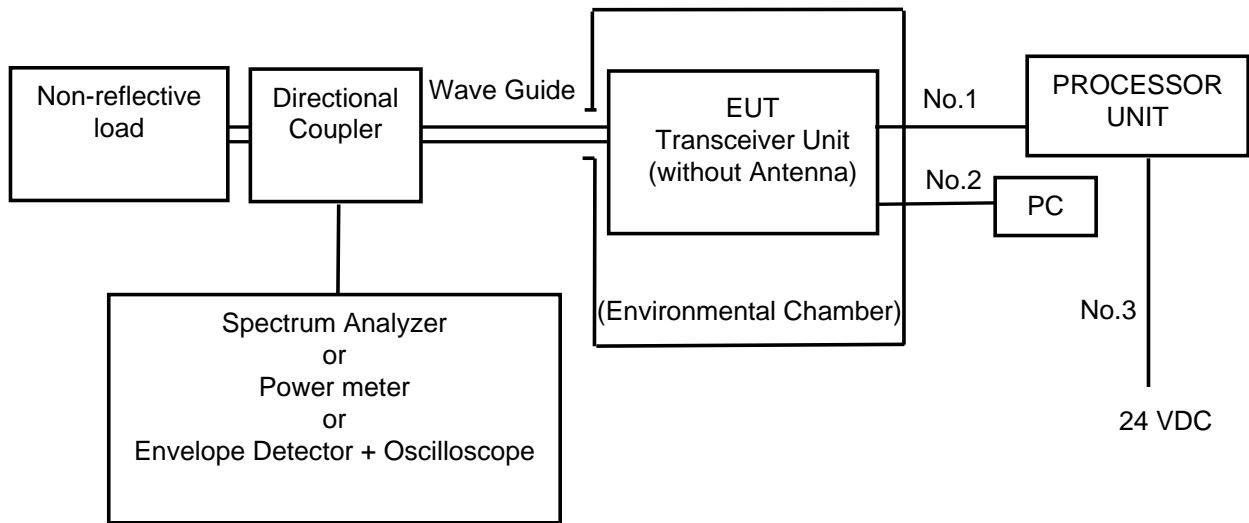 Non-reflective
load
Directional
Coupler
Wave Guide
EUT
Transceiver Unit
(without Antenna)
No.1
PROCESSOR
UNIT
No.2
PC
(Environmental Chamber)
No.3
24 VDC
Spectrum Analyzer
or
Power meter
or
Envelope Detector + Oscilloscope